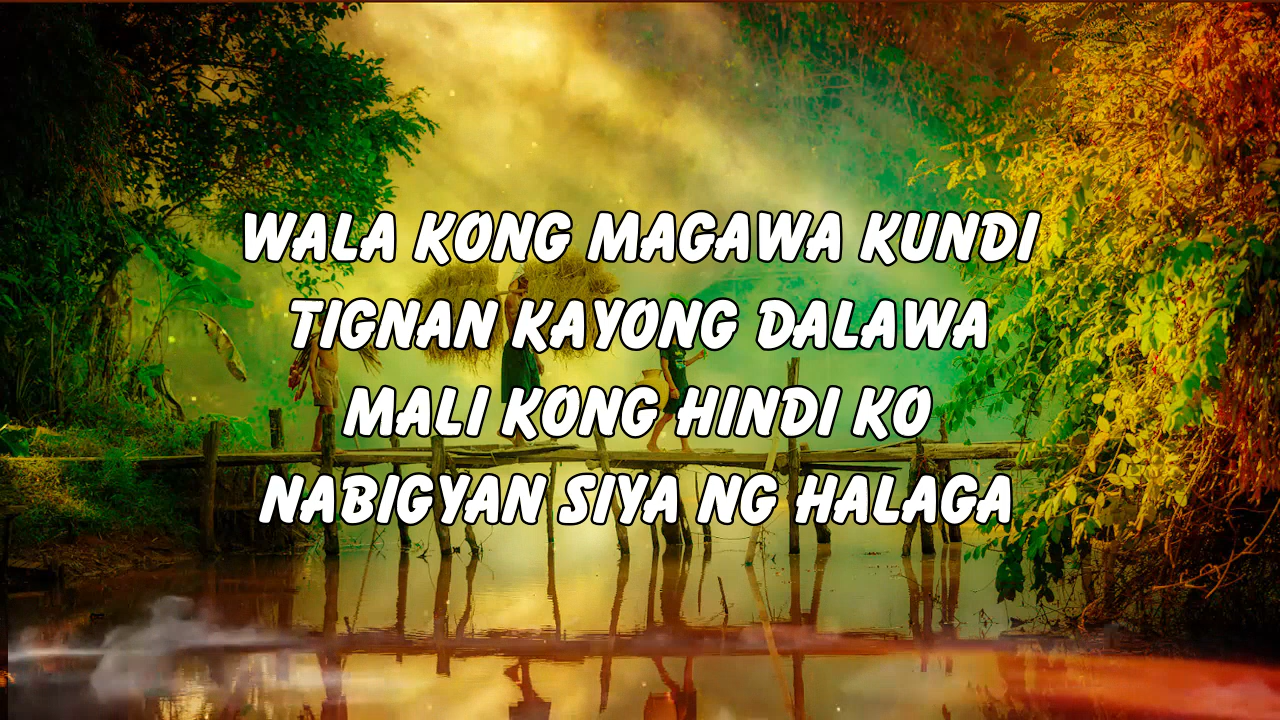 WALA KONG MAGAWA KUNDI
TIGNAN KAYONG DALAWA
MALI KONG HINDI KO
NABIGYAN SIYA NG HALAGA